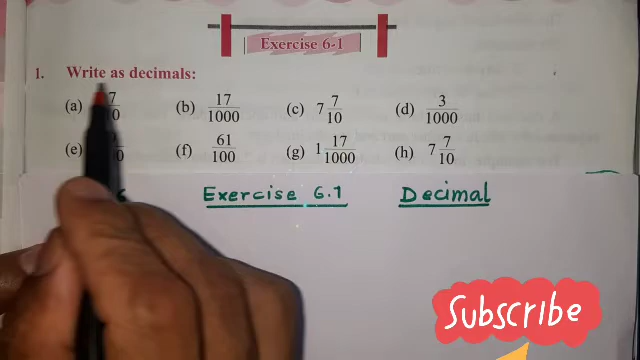 Exercise 6-1
1. Write as decimals:
(a) (b) 17/1000 (c) 7 7/10 (d) 3/1000
(e) (f) 61/100 (g) 1 17/1000 (h) 7 7/10
Exercise 6.1 Decimal
Subscribe